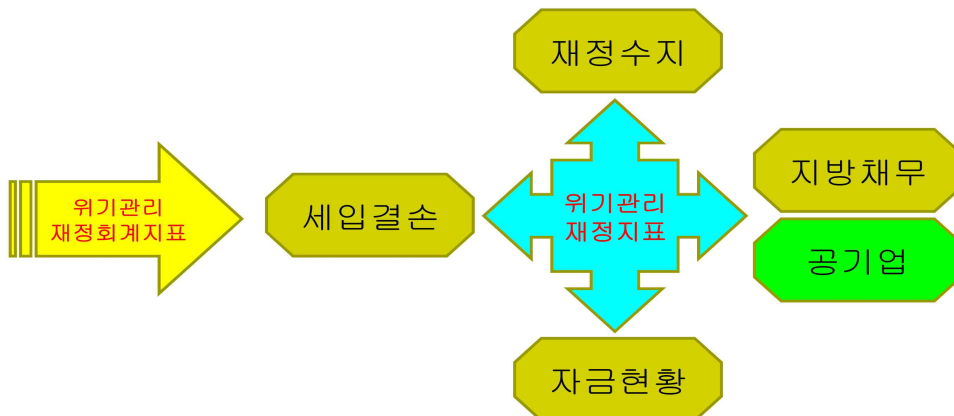 재정수지
위기관리
재정회계지표
세입결손
위기관리
재정지표
지방채무
공기업
자금현황